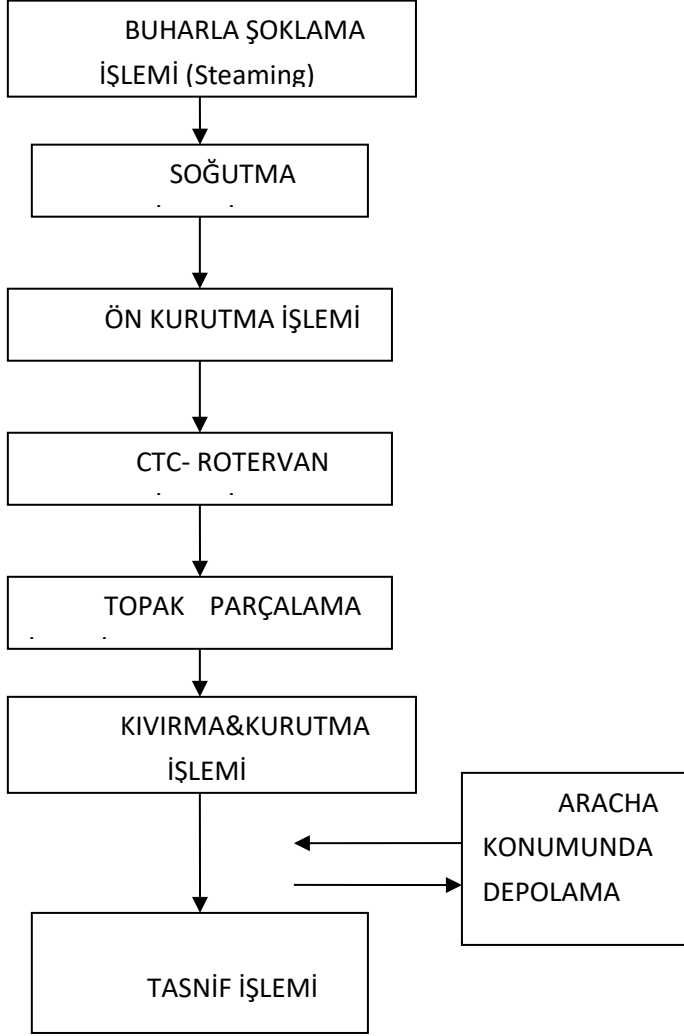 BUHARLA ŞOKLAMA
İŞLEMİ (Steaming)
SOĞUTMA
ÖN KURUTMA İŞLEMİ
CTC- ROTERVAN
TOPAK PARÇALAMA
KIVIRMA&KURUTMA
İŞLEMİ
ARACHA
KONUMUNDA
DEPOLAMA
TASNİF İŞLEMİ